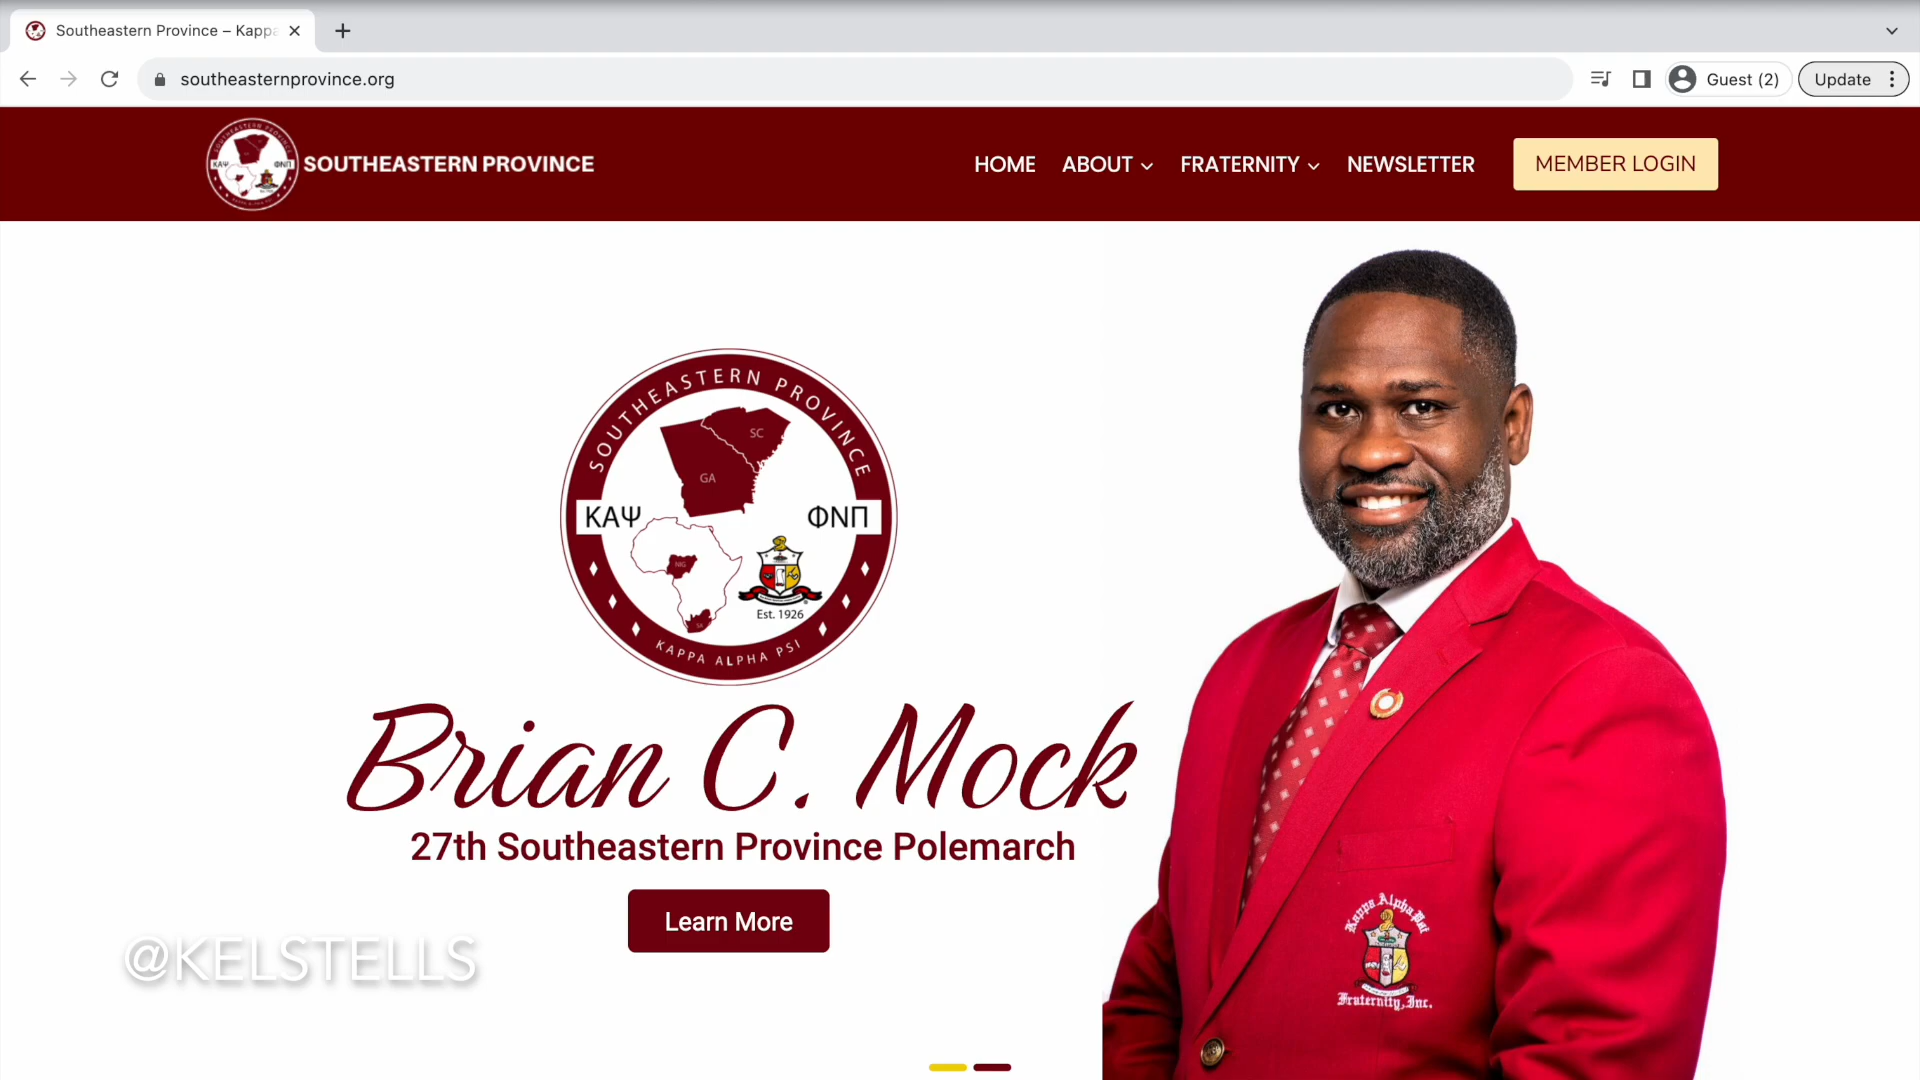 Southeastern Province – Kappa
southeasternprovince.org
Guest (2)
Update
SOUTHEASTERN PROVINCE
HOME
ABOUT
FRATERNITY
NEWSLETTER
MEMBER LOGIN
SOUTHEASTERN PROVINCE
SC
GA
ΚΑΨ
ΦΝΠ
NIG
Est. 1926
KAPPA ALPHA PSI
Brian C. Mock
27th Southeastern Province Polemarch
Learn More
@KELSTELLS
Kappa Alpha Psi
Fraternity, Inc.